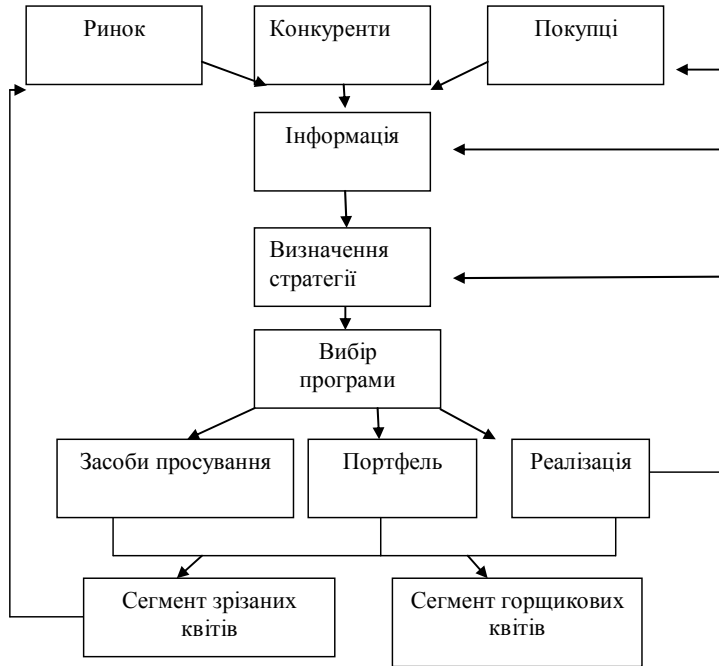 Ринок
Конкуренти
Покупці
Інформація
Визначення
стратегії
Вибір
програми
Засоби просування
Портфель
Реалізація
Сегмент зрізаних
квітів
Сегмент горщикових
квітів